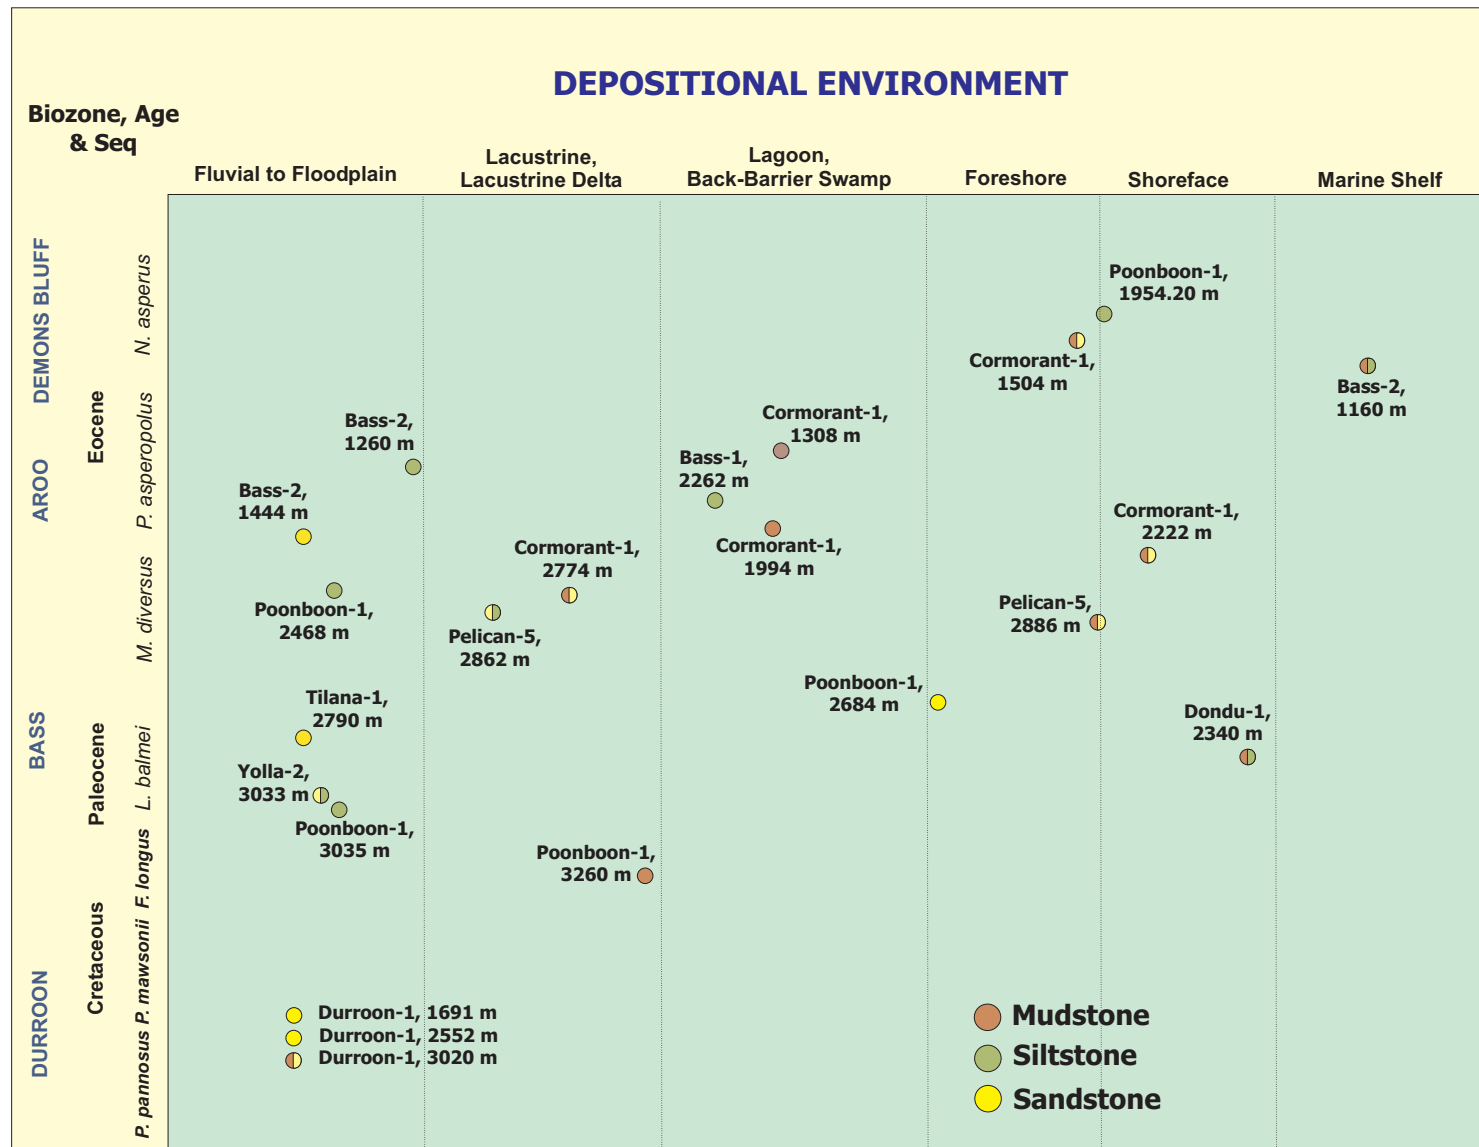 DEPOSITIONAL ENVIRONMENT
Biozone, Age
& Seq
Fluvial to Floodplain
Lacustrine,
Lacustrine Delta
Lagoon,
Back-Barrier Swamp
Foreshore
Shoreface
Marine Shelf
DEMONS BLUFF
AROO
BASS
DURROON
Eocene
Paleocene
Cretaceous
N. asperus
P. asperopolus
M. diversus
L. balmei
F. longus
P. mawsonii
P. pannosus
Poonboon-1,
1954.20 m
Cormorant-1,
1504 m
Bass-2,
1160 m
Bass-2,
1260 m
Cormorant-1,
1308 m
Bass-1,
2262 m
Bass-2,
1444 m
Cormorant-1,
1994 m
Cormorant-1,
2222 m
Cormorant-1,
2774 m
Poonboon-1,
2468 m
Pelican-5,
2862 m
Pelican-5,
2886 m
Poonboon-1,
2684 m
Tilana-1,
2790 m
Dondu-1,
2340 m
Yolla-2,
3033 m
Poonboon-1,
3035 m
Poonboon-1,
3260 m
Durroon-1, 1691 m
Durroon-1, 2552 m
Durroon-1, 3020 m
Mudstone
Siltstone
Sandstone